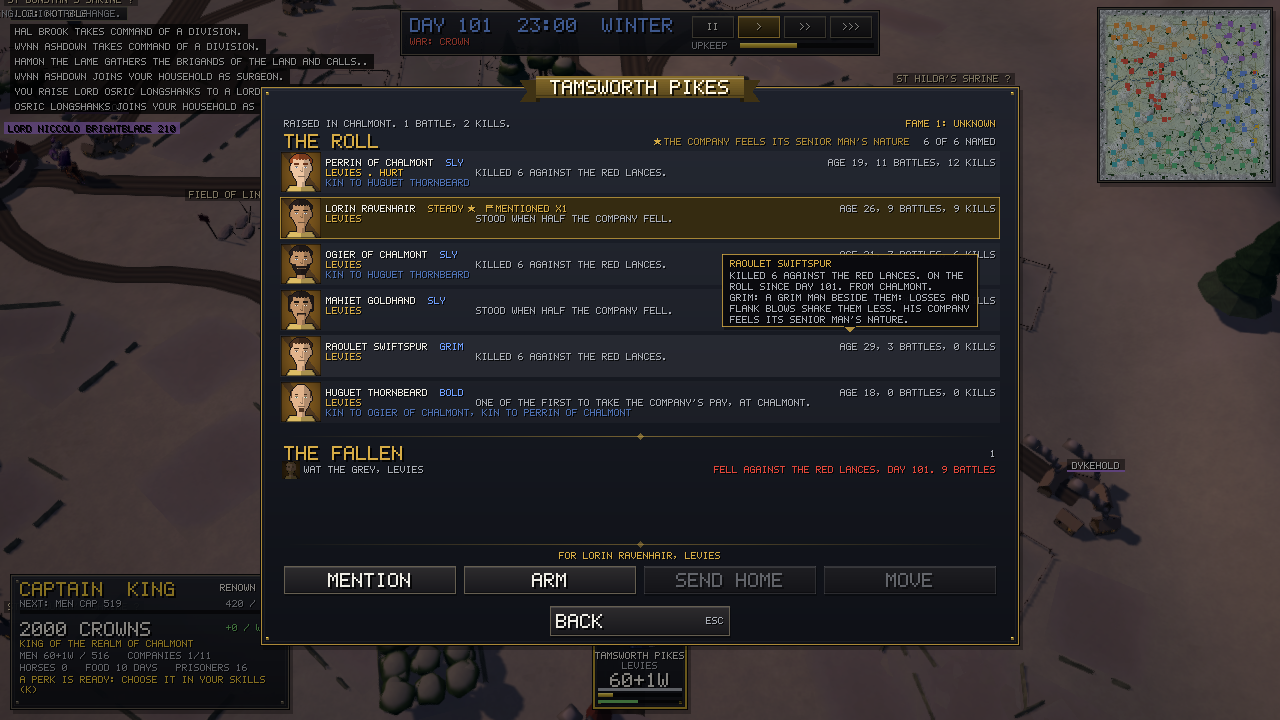 HAL BROOK TAKES COMMAND OF A DIVISION.
WYNN ASHDOWN TAKES COMMAND OF A DIVISION.
HAMON THE LAME GATHERS THE BRIGANDS OF THE LAND AND CALLS..
WYNN ASHDOWN JOINS YOUR HOUSEHOLD AS SURGEON.
YOU RAISE LORD OSRIC LONGSHANKS TO A LORD
OSRIC LONGSHANKS JOINS YOUR HOUSEHOLD AS
LORD NICCOLO BRIGHTBLADE 210
DAY 101 23:00 WINTER
WAR: CROWN
II > >> >>>
UPKEEP
ST HILDA'S SHRINE ?
FIELD OF LIN
DYKEHOLD
TAMSWORTH PIKES
RAISED IN CHALMONT. 1 BATTLE, 2 KILLS.
FAME 1: UNKNOWN
THE ROLL
THE COMPANY FEELS ITS SENIOR MAN'S NATURE 6 OF 6 NAMED
PERRIN OF CHALMONT SLY AGE 19, 11 BATTLES, 12 KILLS
LEVIES . HURT KILLED 6 AGAINST THE RED LANCES.
KIN TO HUGUET THORNBEARD
LORIN RAVENHAIR STEADY MENTIONED X1 AGE 26, 9 BATTLES, 9 KILLS
LEVIES STOOD WHEN HALF THE COMPANY FELL.
OGIER OF CHALMONT SLY
LEVIES KILLED 6 AGAINST THE RED LANCES.
KIN TO HUGUET THORNBEARD
MAHIET GOLDHAND SLY
LEVIES STOOD WHEN HALF THE COMPANY FELL.
RAOULET SWIFTSPUR
KILLED 6 AGAINST THE RED LANCES. ON THE
ROLL SINCE DAY 101. FROM CHALMONT.
GRIM: A GRIM MAN BESIDE THEM: LOSSES AND
FLANK BLOWS SHAKE THEM LESS. HIS COMPANY
FEELS ITS SENIOR MAN'S NATURE.
RAOULET SWIFTSPUR GRIM AGE 29, 3 BATTLES, 0 KILLS
LEVIES KILLED 6 AGAINST THE RED LANCES.
HUGUET THORNBEARD BOLD AGE 18, 0 BATTLES, 0 KILLS
LEVIES ONE OF THE FIRST TO TAKE THE COMPANY'S PAY, AT CHALMONT.
KIN TO OGIER OF CHALMONT, KIN TO PERRIN OF CHALMONT
THE FALLEN 1
WAT THE GREY, LEVIES FELL AGAINST THE RED LANCES, DAY 101. 9 BATTLES
FOR LORIN RAVENHAIR, LEVIES
MENTION ARM SEND HOME MOVE
BACK ESC
CAPTAIN KING RENOWN
NEXT: MEN CAP 519 420 /
2000 CROWNS +0 /
KING OF THE REALM OF CHALMONT
MEN 60+1W / 516 COMPANIES 1/11
HORSES 0 FOOD 10 DAYS PRISONERS 16
A PERK IS READY: CHOOSE IT IN YOUR SKILLS
(K)
TAMSWORTH PIKES
LEVIES
60+1W